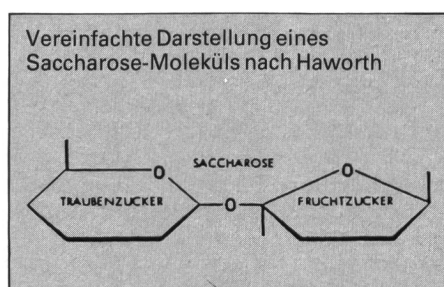 Vereinfachte Darstellung eines
Saccharose-Moleküls nach Haworth
SACCHAROSE
O
O
TRAUBENZUCKER
O
FRUCHTZUCKER